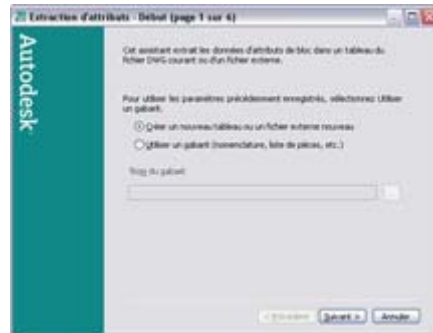 Extraction d'attributs - Début (page 1 sur 6)
Autodesk
Cet assistant extrait les données d'attributs de bloc dans un tableau du
fichier DWG courant ou d'un fichier externe.
Pour utiliser les paramètres précédemment enregistrés, sélectionnez Utiliser
un gabarit.
Créer un nouveau tableau ou un fichier externe nouveau
Utiliser un gabarit (nomenclature, liste de pièces, etc.)
Nom du gabarit
...
< Précédent Suivant > Annuler